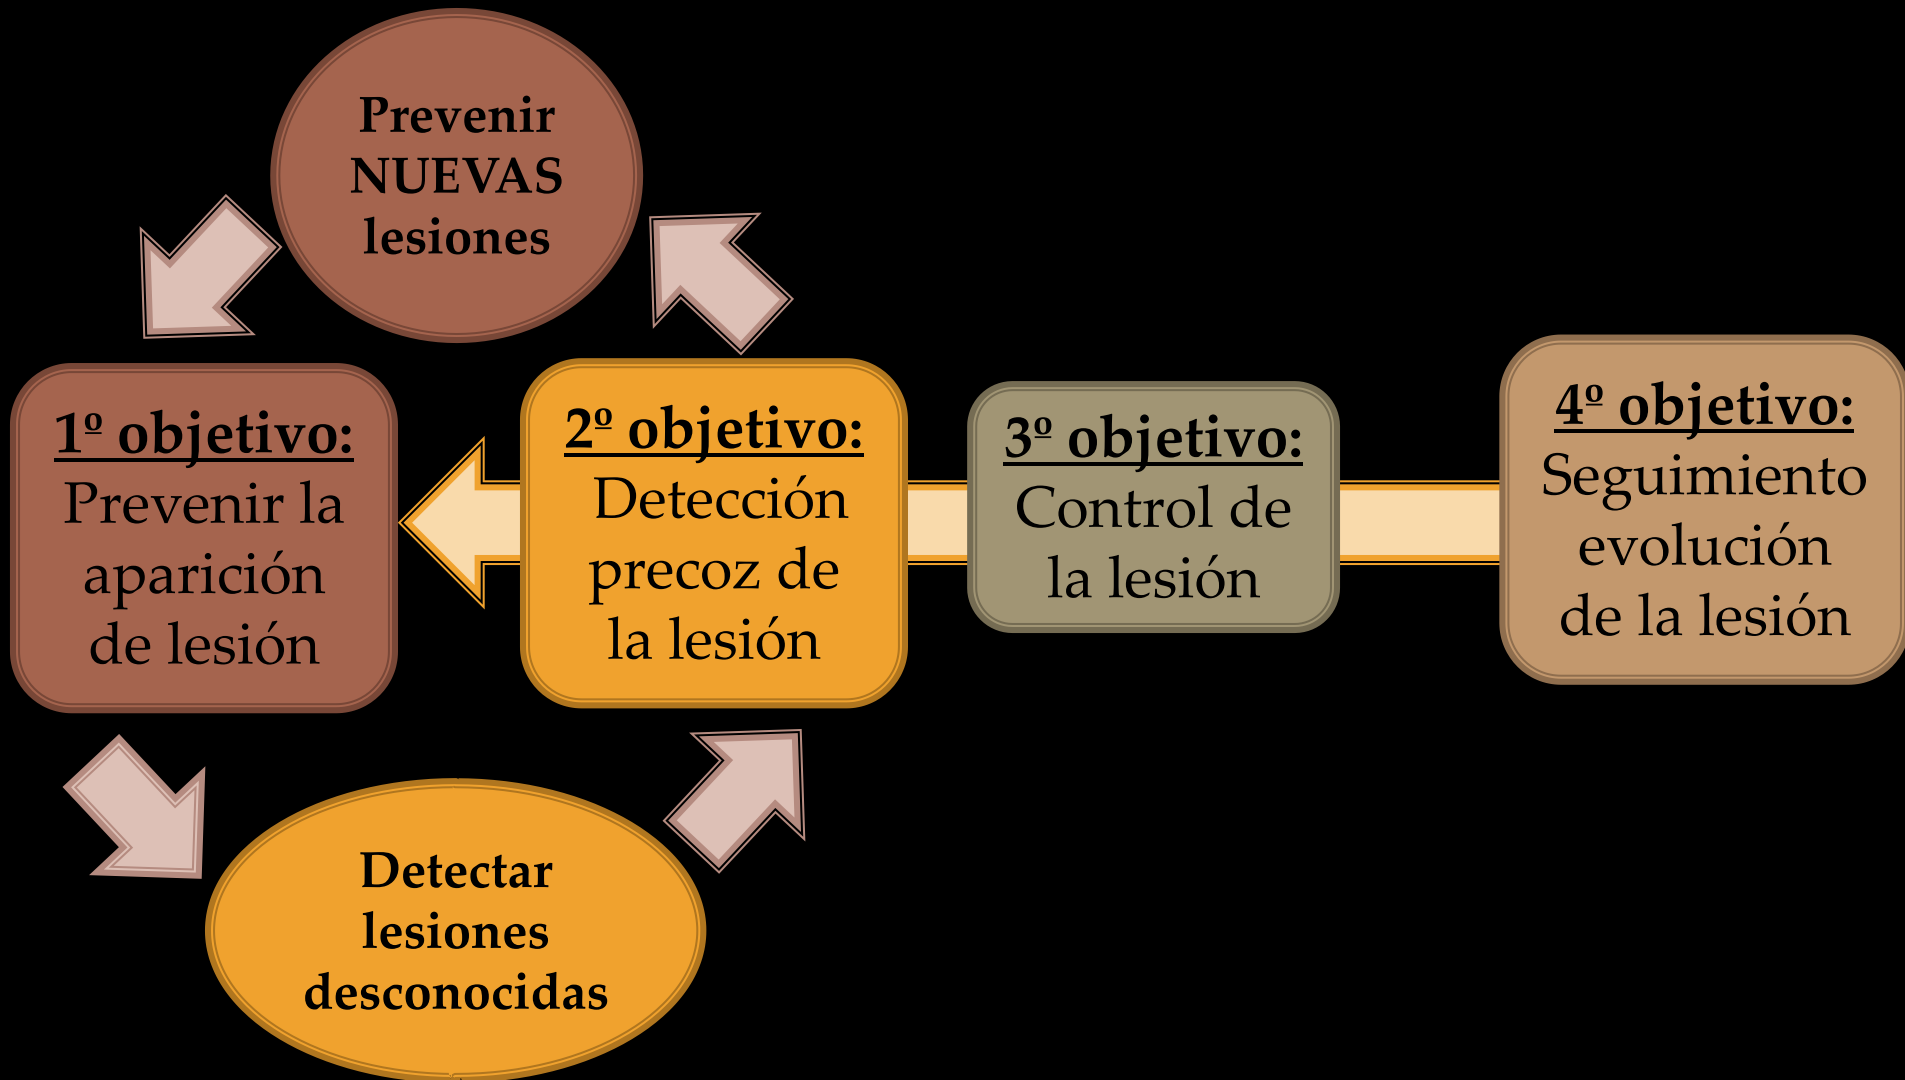 Prevenir
NUEVAS
lesiones
1º objetivo:
Prevenir la
aparición
de lesión
2º objetivo:
Detección
precoz de
la lesión
3º objetivo:
Control de
la lesión
4º objetivo:
Seguimiento
evolución
de la lesión
Detectar
lesiones
desconocidas